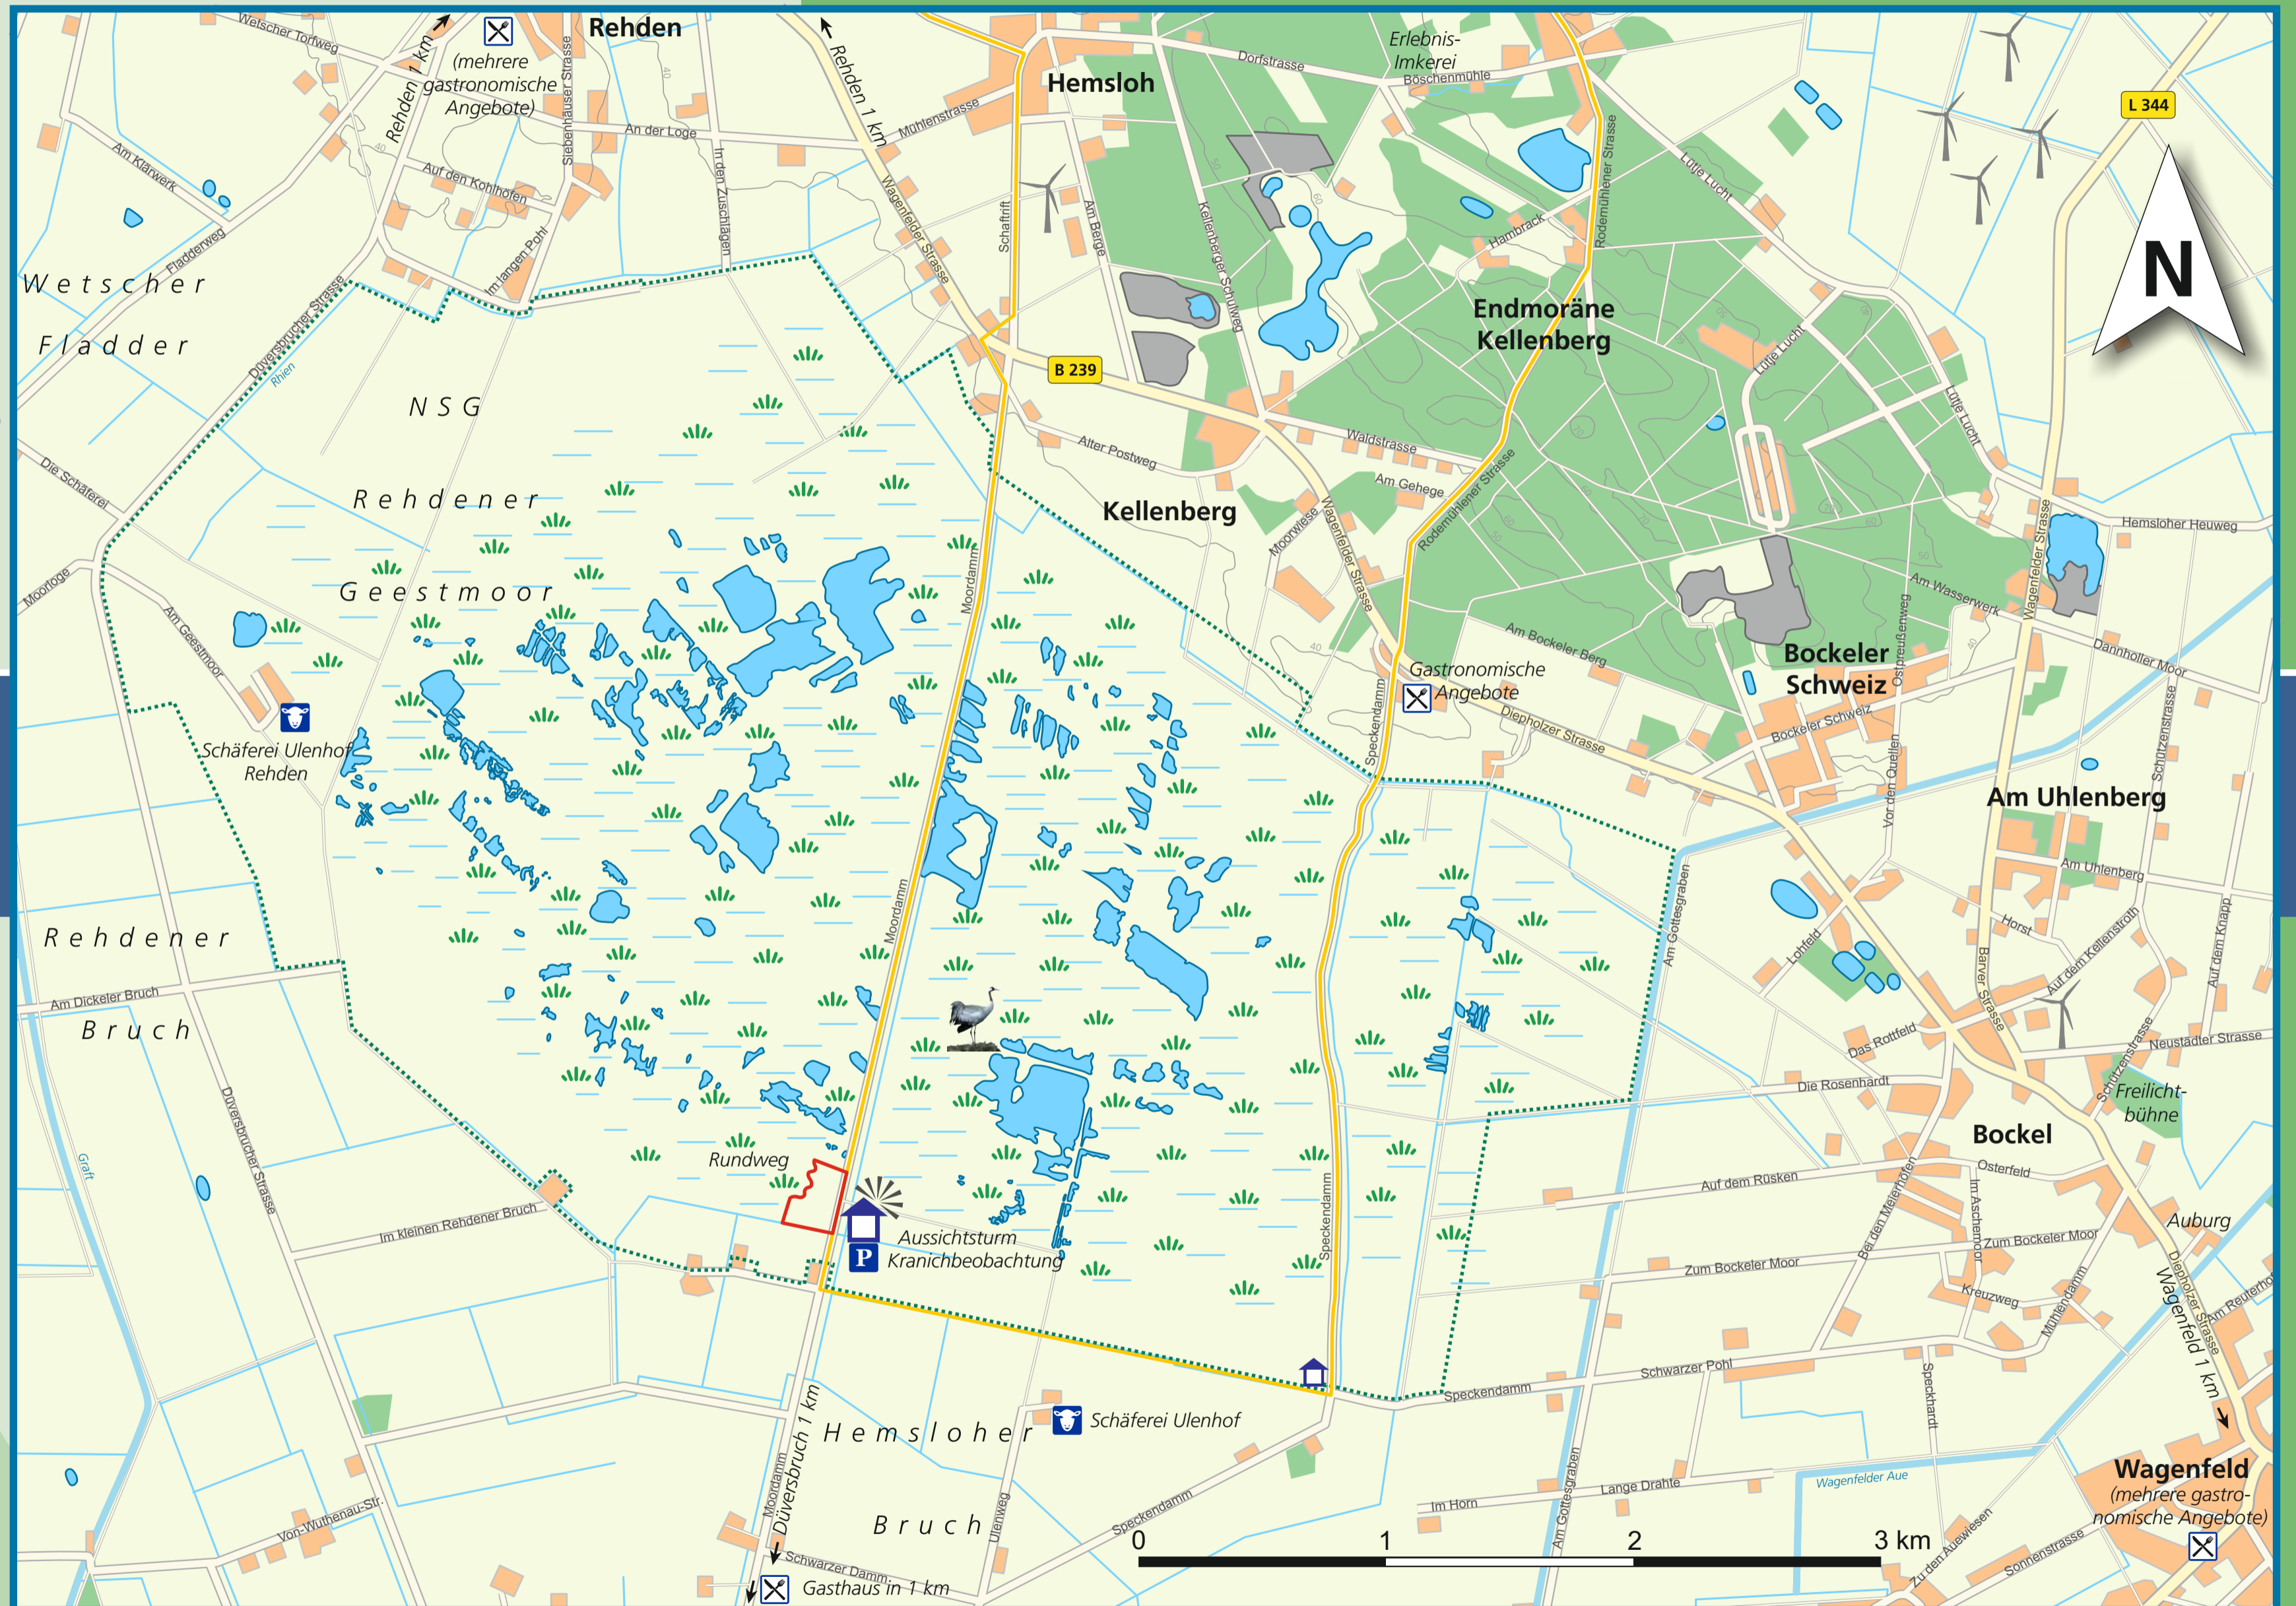 Wetscher Torfweg
Rehden 1 km
Rehden
(mehrere
gastronomische
Angebote)
Siebenhäuser Strasse
Rehden 1 km
Hemsloh
Dorfstrasse
Erlebnis-
Imkerei
Böschenmühle
L 344
Am Klärwerk
Auf den Kohlhöfen
An der Loge
In den Zuschlägen
Mühlenstrasse
Wagenfelder Strasse
Schaftrift
Am Berge
Kellenberger Schulweg
Hambrack
Rodemühlener Strasse
Lütje Lucht
N
Fladderweg
Im langen Pohl
Wetscher
Fladder
Düversbrucher Strasse
Rhien
Endmoräne
Kellenberg
B 239
Lütje Lucht
Lütje Lucht
NSG
Rehdener
Geestmoor
Alter Postweg
Waldstrasse
Am Gehege
Rodemühlener Strasse
Kellenberg
Moorwiese
Wagenfelder Strasse
Hemsloher Heuweg
Wagenfelder Strasse
Die Schäferei
Moorloge
Am Geestmoor
Moordamm
Am Wasserwerk
Ostpreußenweg
Dannholler Moor
Am Bockeler Berg
Bockeler
Schweiz
Gastronomische
Angebote
Speckendamm
Diepholzer Strasse
Bockeler Schweiz
Vor den Quellen
Schützenstrasse
Schäferei Ulenhof
Rehden
Am Uhlenberg
Am Uhlenberg
Moordamm
Am Gottesgraben
Lohfeld
Horst
Barver Strasse
Auf dem Kellenstroth
Auf dem Knapp
Rehdener
Bruch
Am Dickeler Bruch
Das Rottfeld
Neustädter Strasse
Schützenstrasse
Die Rosenhardt
Freilicht-
bühne
Düversbrucher Strasse
Graft
Rundweg
Bockel
Osterfeld
Auf dem Rüsken
Im Aschemoor
Bei den Meierhöfen
Speckendamm
Im kleinen Rehdener Bruch
Aussichtsturm
P
Kranichbeobachtung
Auburg
Zum Bockeler Moor
Zum Bockeler Moor
Kreuzweg
Mühlendamm
Diepholzer Strasse
Wagenfeld 1 km
Schwarzer Pohl
Speckendamm
Speckhardt
Hemsloher
Bruch
Schäferei Ulenhof
Moordamm
Düversbruch 1 km
Ulenweg
Speckendamm
Am Gottesgraben
Im Horn
Lange Drahte
Wagenfelder Aue
Wagenfeld
(mehrere gastro-
nomische Angebote)
Von-Wuthenau-Str.
Schwarzer Damm
Gasthaus in 1 km
0 1 2 3 km
Zu den Auewiesen
Sonnenstrasse